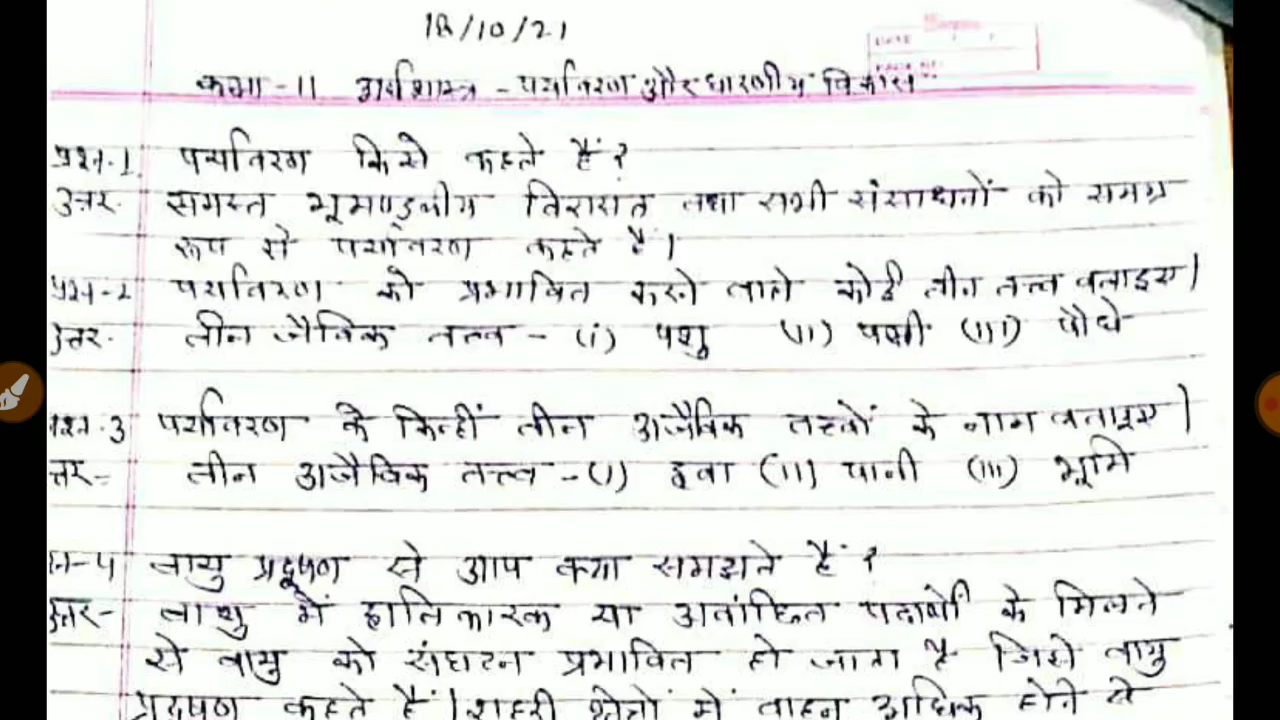 18/10/21
कक्षा -11 अर्थशास्त्र - पर्यावरण और धारणीय विकास
प्रश्न-1 पर्यावरण किसे कहते हैं?
उत्तर- समस्त भूमण्डलीय विरासत तथा सभी संसाधनों को समग्र
रूप से पर्यावरण कहते है।
प्रश्न-2 पर्यावरण को प्रभावित करने वाले कोई तीन तत्व बताइए।
उत्तर- तीन जैविक तत्व - (i) पशु (ii) पक्षी (iii) पौधे
प्रश्न-3 पर्यावरण के किन्हीं तीन अजैविक तत्त्वों के नाम बताइए।
त्तर- तीन अजैविक तत्त्व -(i) हवा (ii) पानी (iii) भूमि
न-4 वायु प्रदूषण से आप क्या समझते हैं?
उत्तर- वायु में हानिकारक या अवांछित पदार्थों के मिलने
से वायु को संघटन प्रभावित हो जाता है जिसे वायु
प्रदूषण कहते हैं। शहरी क्षेत्रों में वाहन अधिक होने से